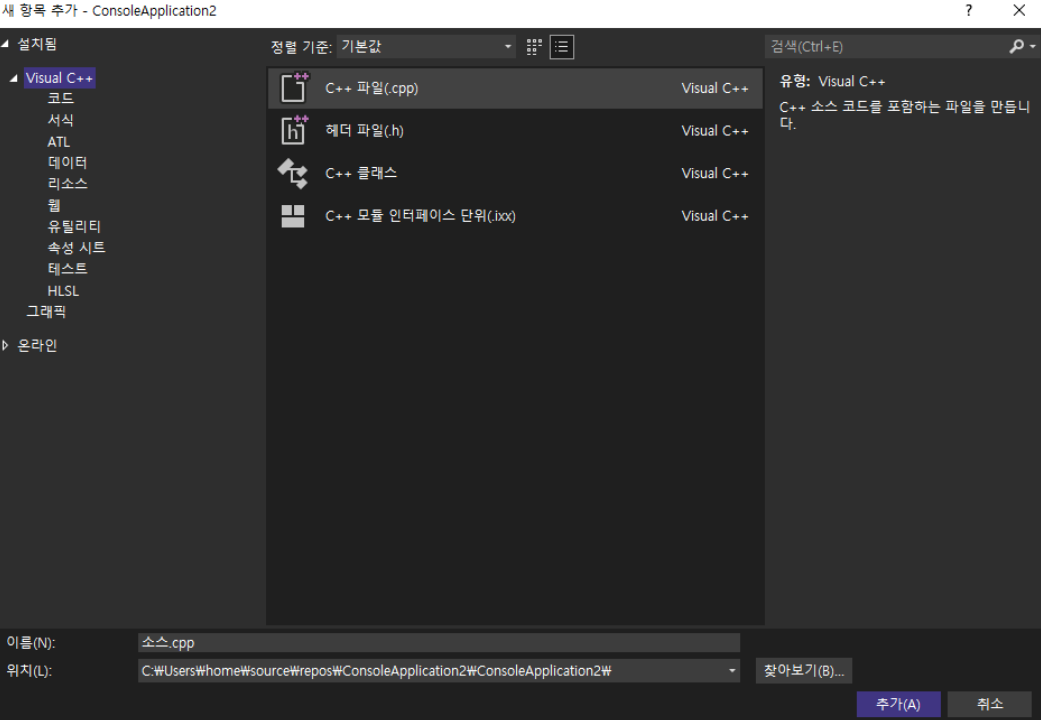 새 항목 추가 - ConsoleApplication2
? ×
설치됨
정렬 기준: 기본값
검색(Ctrl+E)
Visual C++
코드
서식
ATL
데이터
리소스
웹
유틸리티
속성 시트
테스트
HLSL
그래픽
온라인
C++ 파일(.cpp) Visual C++
헤더 파일(.h) Visual C++
C++ 클래스 Visual C++
C++ 모듈 인터페이스 단위(.ixx) Visual C++
유형: Visual C++
C++ 소스 코드를 포함하는 파일을 만듭니
다.
이름(N): 소스.cpp
위치(L): C:₩Users₩home₩source₩repos₩ConsoleApplication2₩ConsoleApplication2₩ 찾아보기(B)...
추가(A) 취소